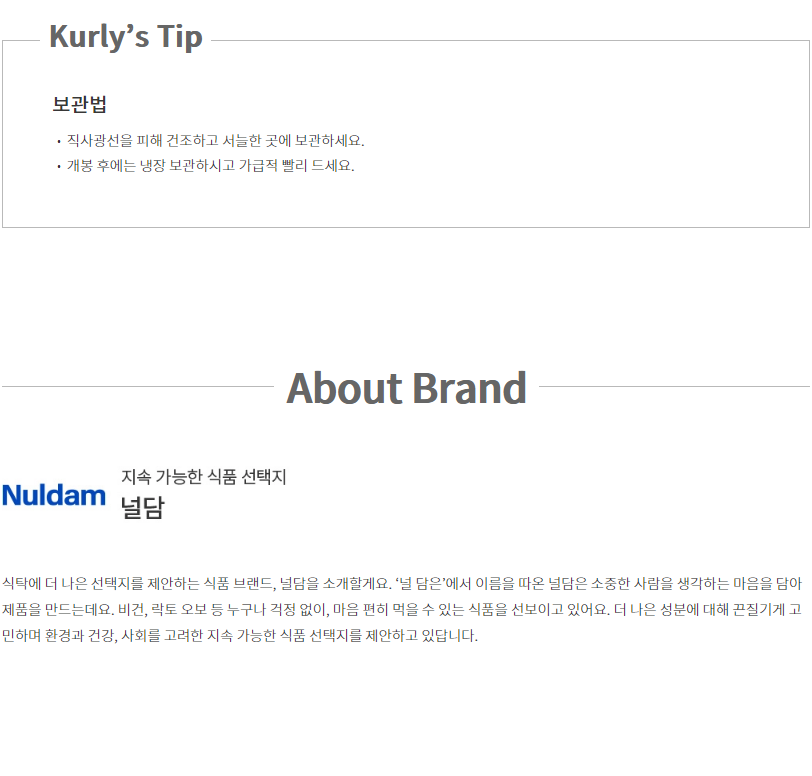 Kurly’s Tip
보관법
• 직사광선을 피해 건조하고 서늘한 곳에 보관하세요.
• 개봉 후에는 냉장 보관하시고 가급적 빨리 드세요.
About Brand
Nuldam
지속 가능한 식품 선택지
널담
식탁에 더 나은 선택지를 제안하는 식품 브랜드, 널담을 소개할게요. ‘널 담은’에서 이름을 따온 널담은 소중한 사람을 생각하는 마음을 담아
제품을 만드는데요. 비건, 락토 오보 등 누구나 걱정 없이, 마음 편히 먹을 수 있는 식품을 선보이고 있어요. 더 나은 성분에 대해 끈질기게 고
민하며 환경과 건강, 사회를 고려한 지속 가능한 식품 선택지를 제안하고 있답니다.